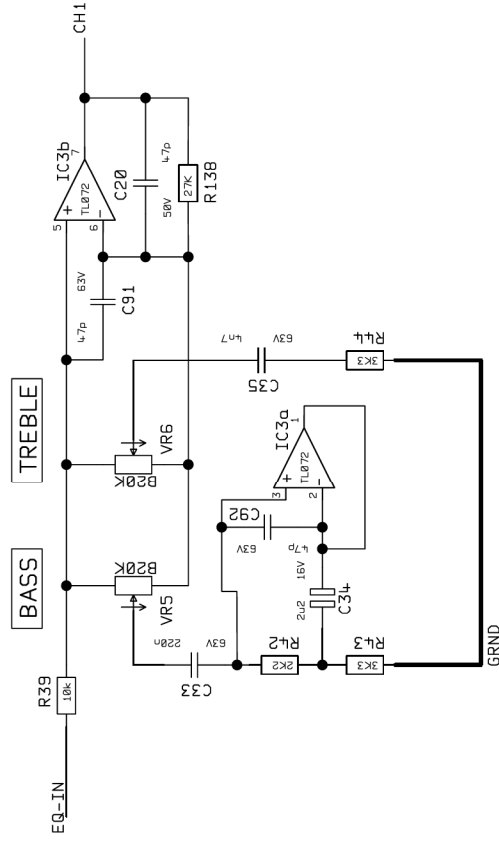 EQ-IN
R39
10k
BASS
B20K
VR5
TREBLE
B20K
VR6
47p
63V
C91
5
6
+
-
IC3b
TL072
7
CH1
C20
47p
50V
27K
R138
220n
63V
C33
R42
2K2
R43
3K3
C92
63V
47p
16V
2u2
C34
3
2
+
-
IC3a
TL072
1
4n7
63V
C35
R44
3K3
GRND